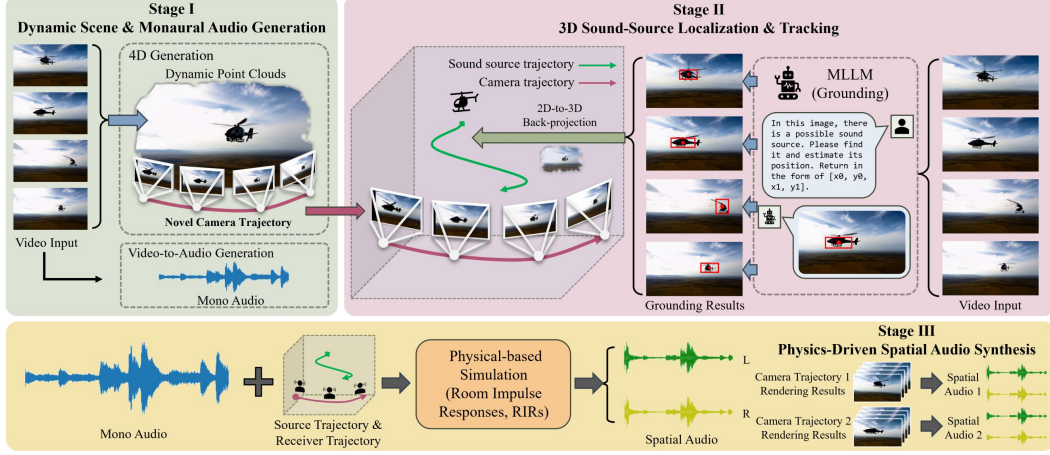 Stage I
Dynamic Scene & Monaural Audio Generation
4D Generation
Dynamic Point Clouds
Novel Camera Trajectory
Video Input
Video-to-Audio Generation
Mono Audio
Stage II
3D Sound-Source Localization & Tracking
Sound source trajectory
Camera trajectory
2D-to-3D
Back-projection
Grounding Results
MLLM
(Grounding)
In this image, there
is a possible sound
source. Please find
it and estimate its
position. Return in
the form of [x0, y0,
x1, y1].
Video Input
Stage III
Physics-Driven Spatial Audio Synthesis
Mono Audio
Source Trajectory &
Receiver Trajectory
Physical-based
Simulation
(Room Impulse
Responses, RIRs)
L
R
Spatial Audio
Camera Trajectory 1
Rendering Results
Spatial
Audio 1
Camera Trajectory 2
Rendering Results
Spatial
Audio 2